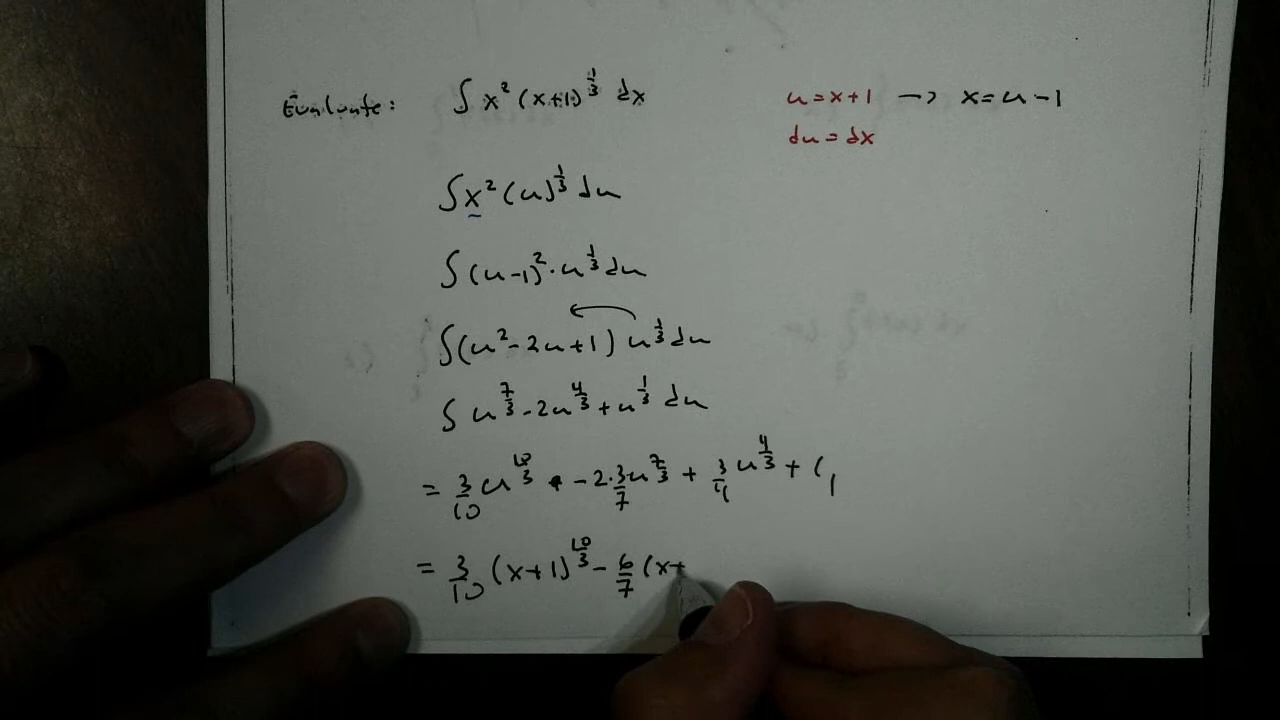 Evaluate: ∫ x² (x+1)^{1/3} dx u = x+1 → x = u-1
du = dx
∫ x² (u)^{1/3} du
∫ (u-1)² · u^{1/3} du
∫ (u² - 2u + 1) u^{1/3} du
∫ u^{7/3} - 2u^{4/3} + u^{1/3} du
= 3/10 u^{10/3} - 2·3/7 u^{7/3} + 3/4 u^{4/3} + C,
= 3/10 (x+1)^{10/3} - 6/7 (x+